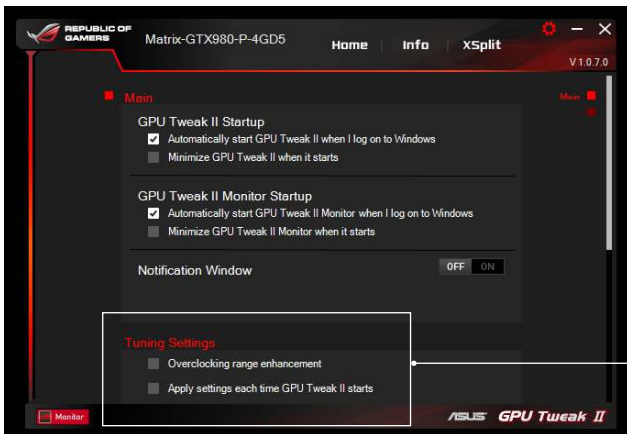 REPUBLIC OF
GAMERS
Matrix-GTX980-P-4GD5
Home
Info
XSplit
V 1.0.7.0
Main
Main
GPU Tweak II Startup
Automatically start GPU Tweak II when I log on to Windows
Minimize GPU Tweak II when it starts
GPU Tweak II Monitor Startup
Automatically start GPU Tweak II Monitor when I log on to Windows
Minimize GPU Tweak II Monitor when it starts
Notification Window
OFF ON
Tuning Settings
Overclocking range enhancement
Apply settings each time GPU Tweak II starts
Monitor
ASUS GPU Tweak II